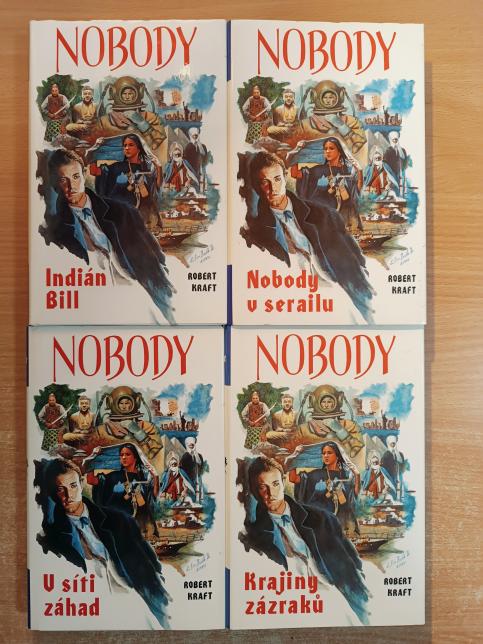 NOBODY
Indián
Bill
ROBERT
KRAFT
NOBODY
Nobody
v serailu
ROBERT
KRAFT
NOBODY
V síti
záhad
ROBERT
KRAFT
NOBODY
Krajiny
zázraků
ROBERT
KRAFT